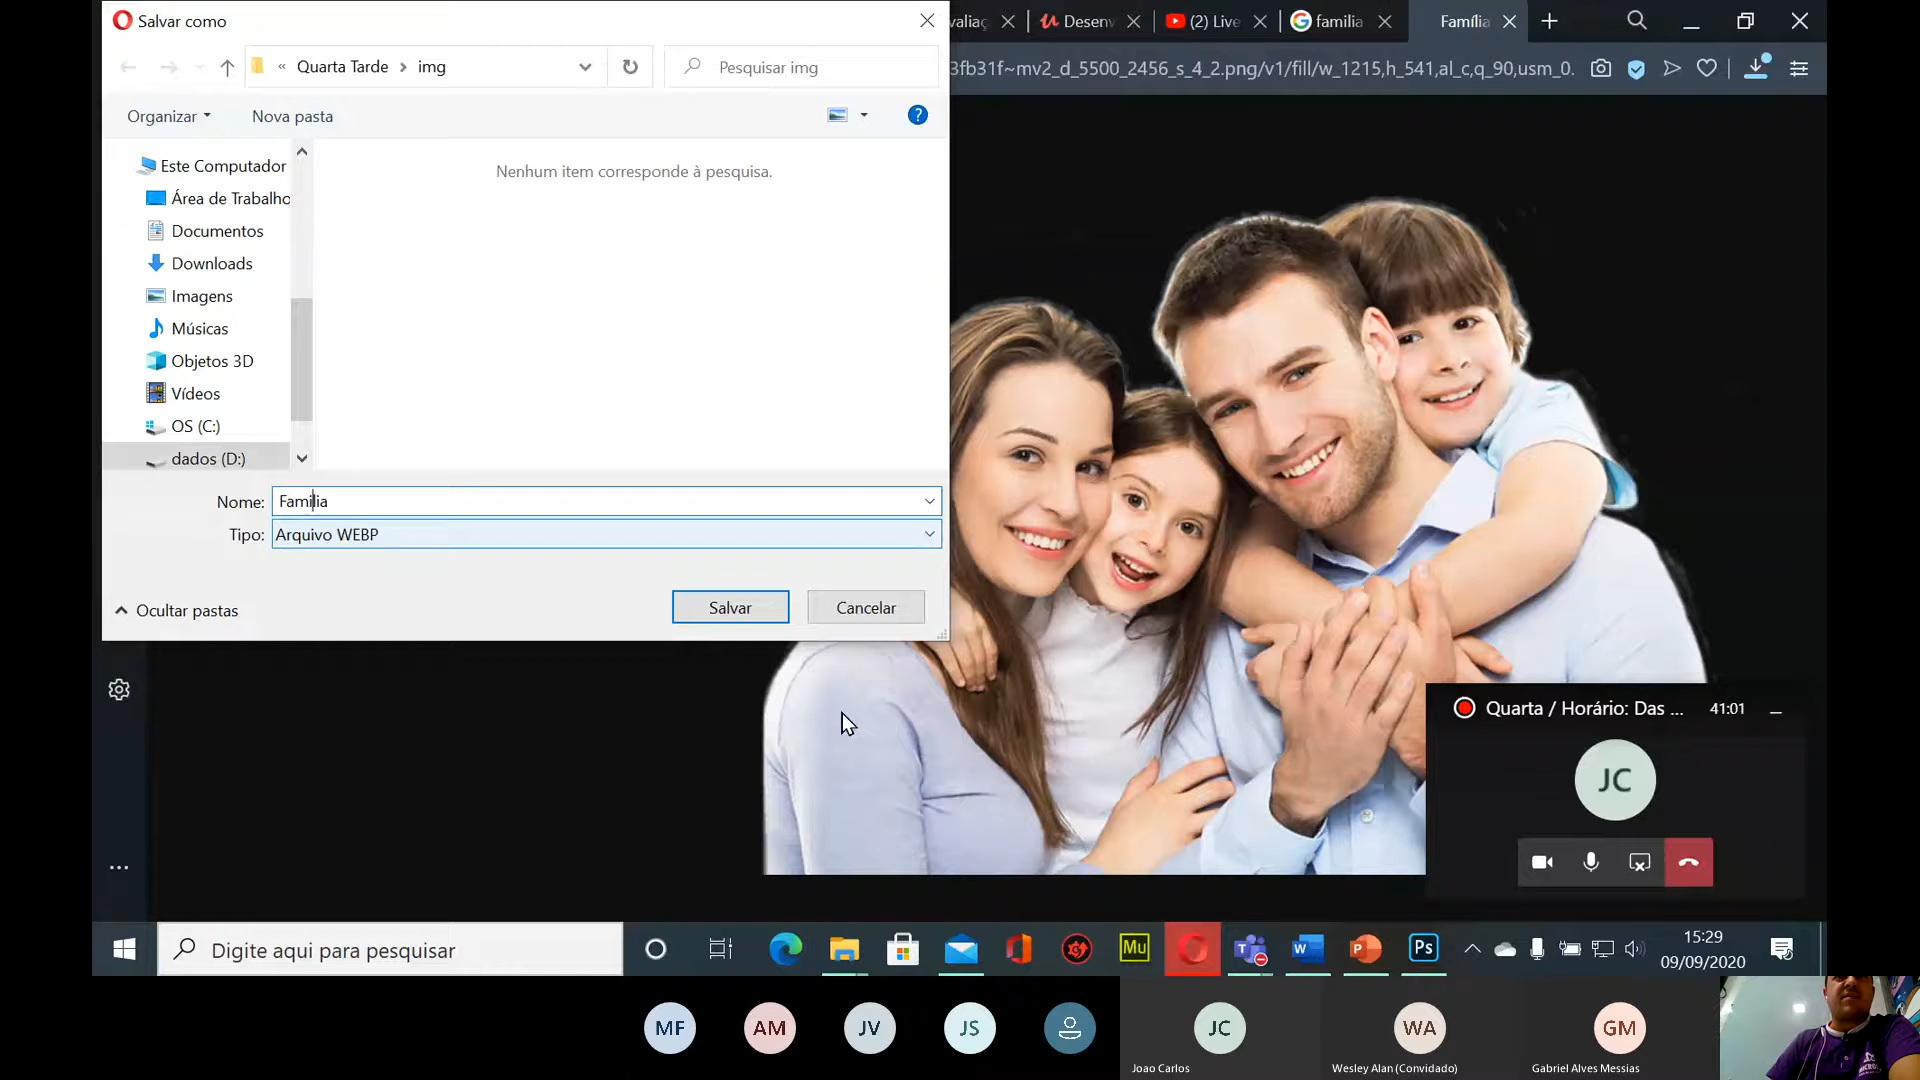 Salvar como
valiaç
Desenv
(2) Live
familia
Família
« Quarta Tarde > img
Pesquisar img
3fb31f~mv2_d_5500_2456_s_4_2.png/v1/fill/w_1215,h_541,al_c,q_90,usm_0.
Organizar
Nova pasta
?
Este Computador
Nenhum item corresponde à pesquisa.
Área de Trabalho
Documentos
Downloads
Imagens
Músicas
Objetos 3D
Vídeos
OS (C:)
dados (D:)
Nome: Familia
Tipo: Arquivo WEBP
Ocultar pastas
Salvar
Cancelar
Quarta / Horário: Das ...
41:01
JC
Digite aqui para pesquisar
Mu
W
P
Ps
15:29
09/09/2020
MF
AM
JV
JS
JC
WA
GM
Joao Carlos
Wesley Alan (Convidado)
Gabriel Alves Messias